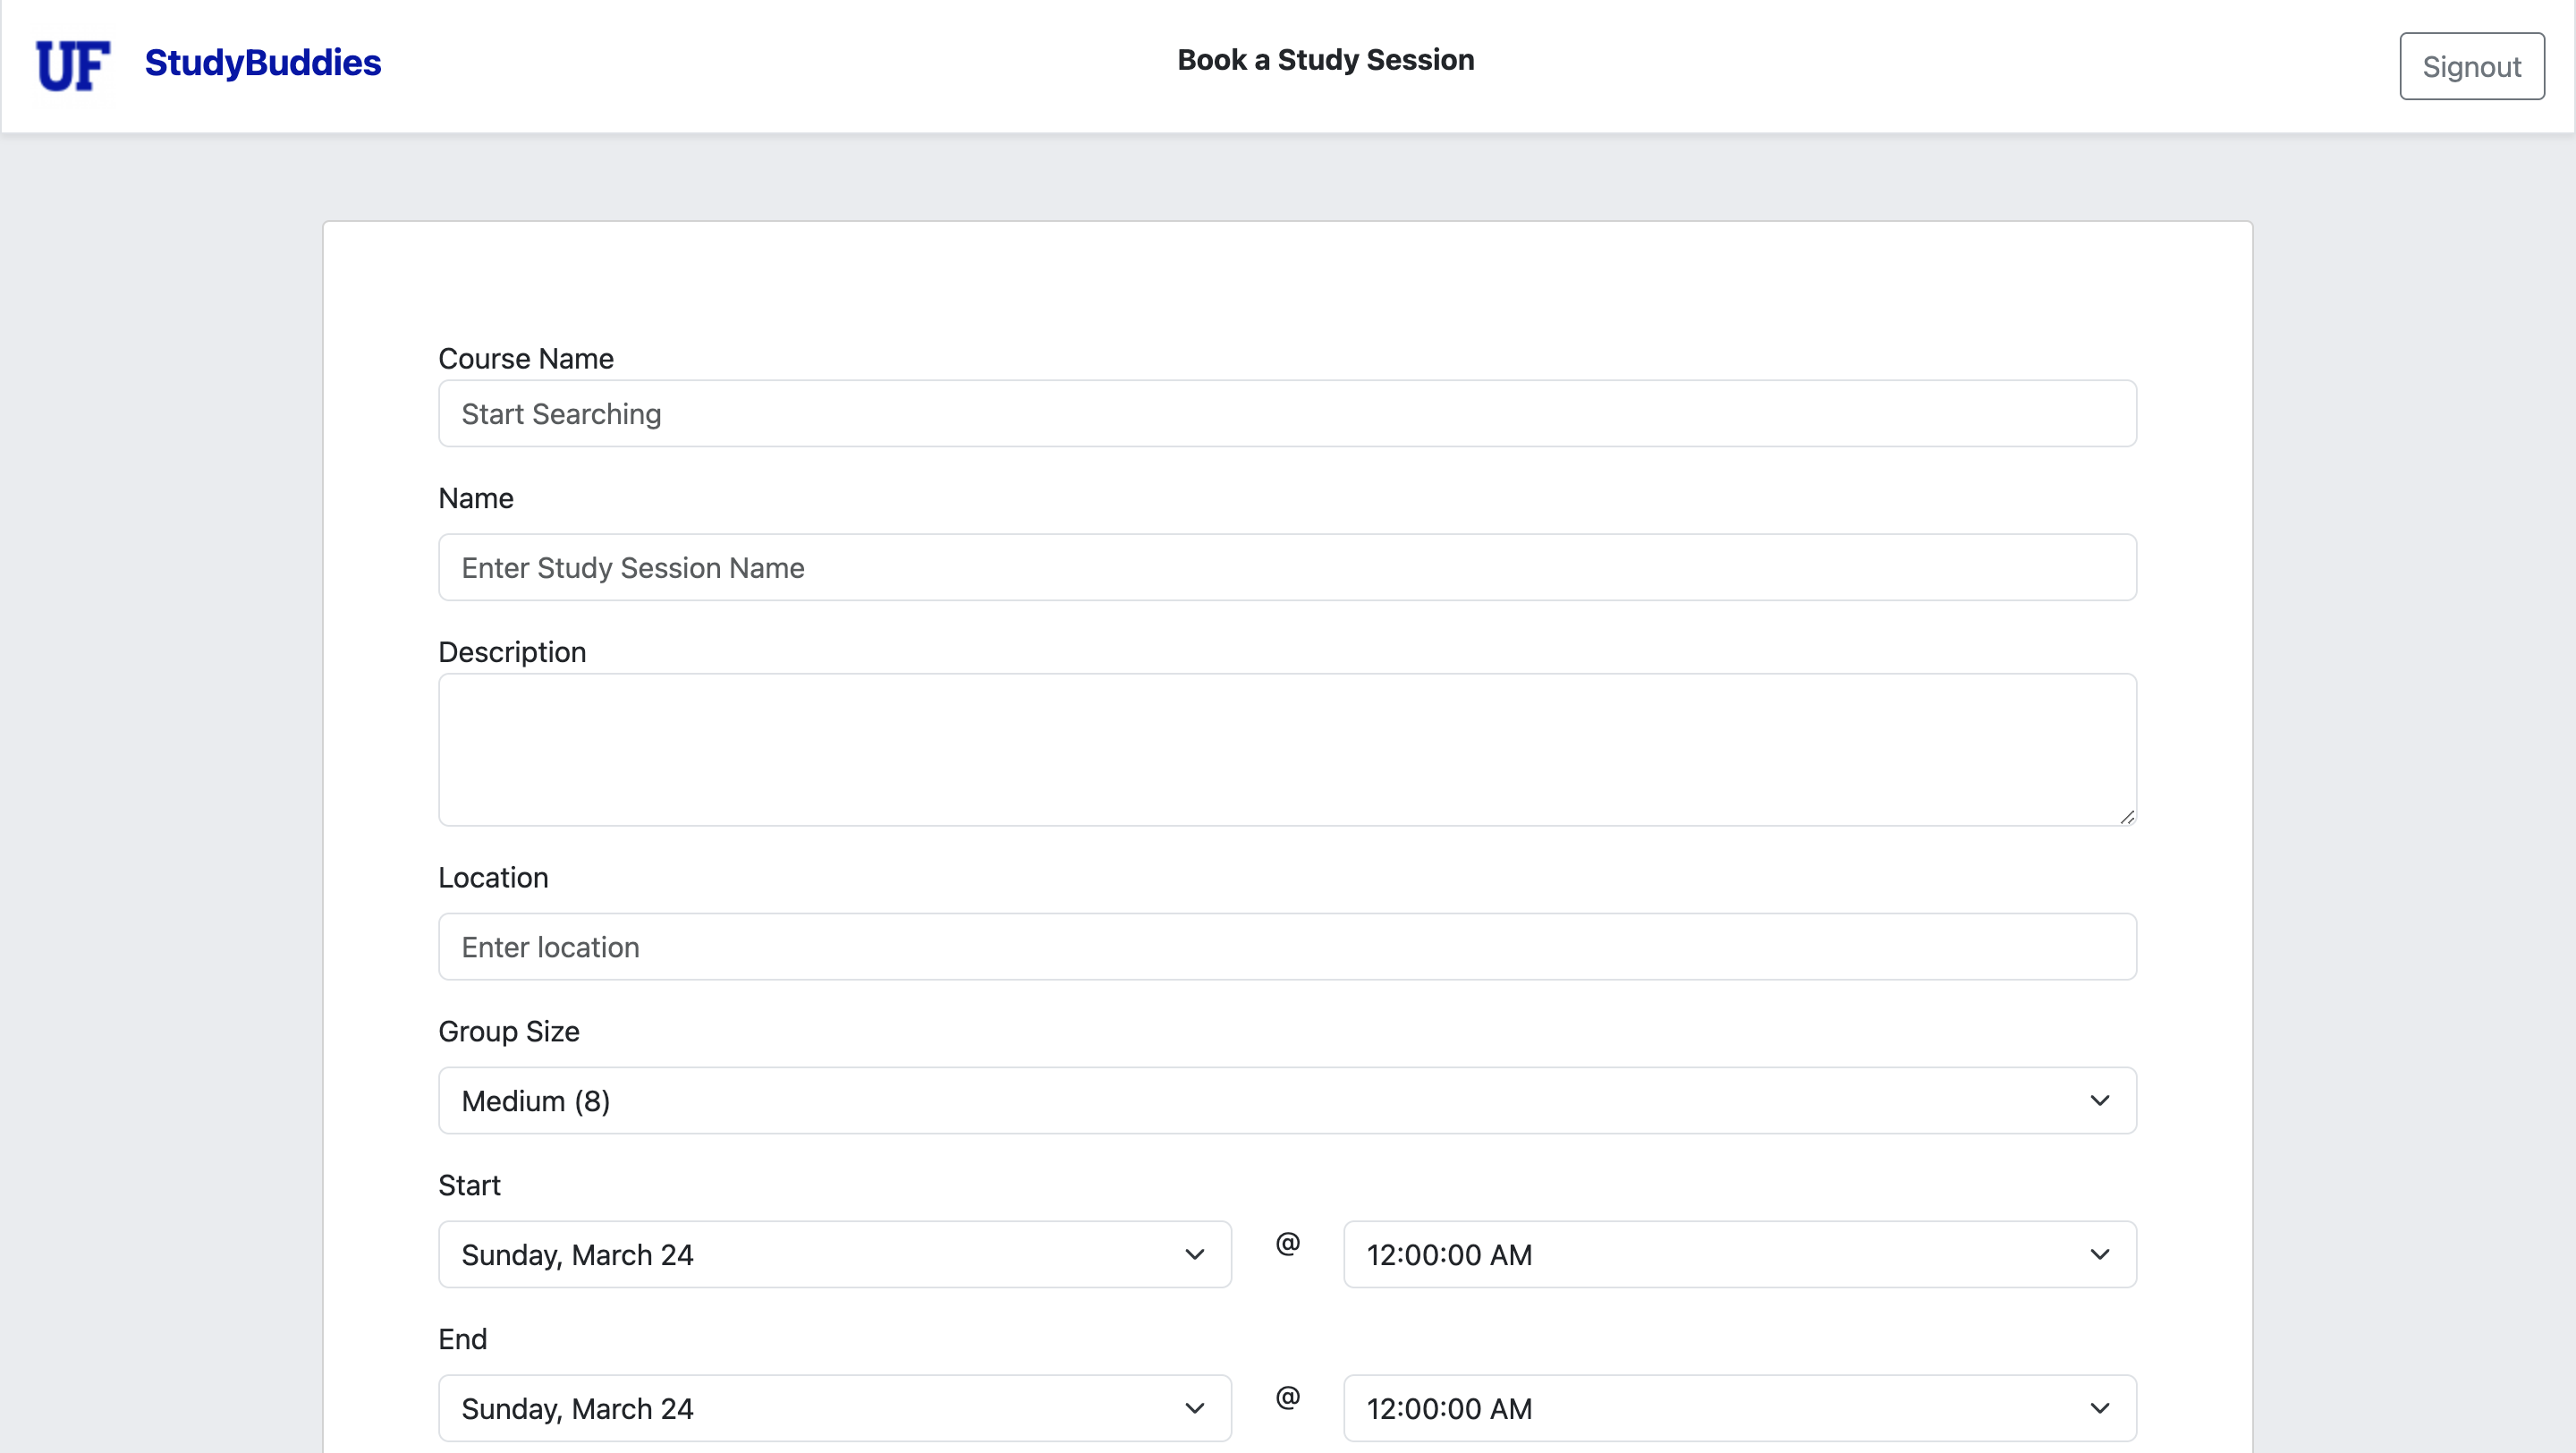 UF StudyBuddies Book a Study Session Signout
Course Name
Start Searching
Name
Enter Study Session Name
Description
Location
Enter location
Group Size
Medium (8)
Start
Sunday, March 24 @ 12:00:00 AM
End
Sunday, March 24 @ 12:00:00 AM